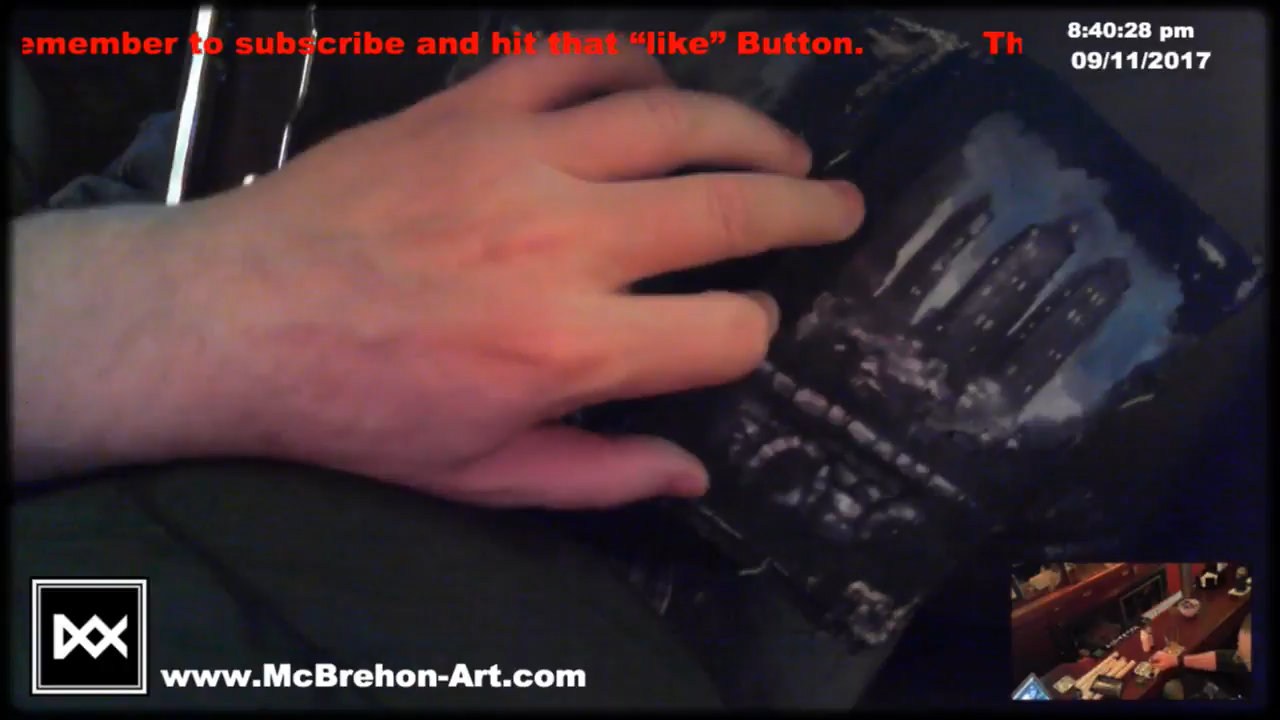 emember to subscribe and hit that “like” Button. Th
8:40:28 pm
09/11/2017
www.McBrehon-Art.com